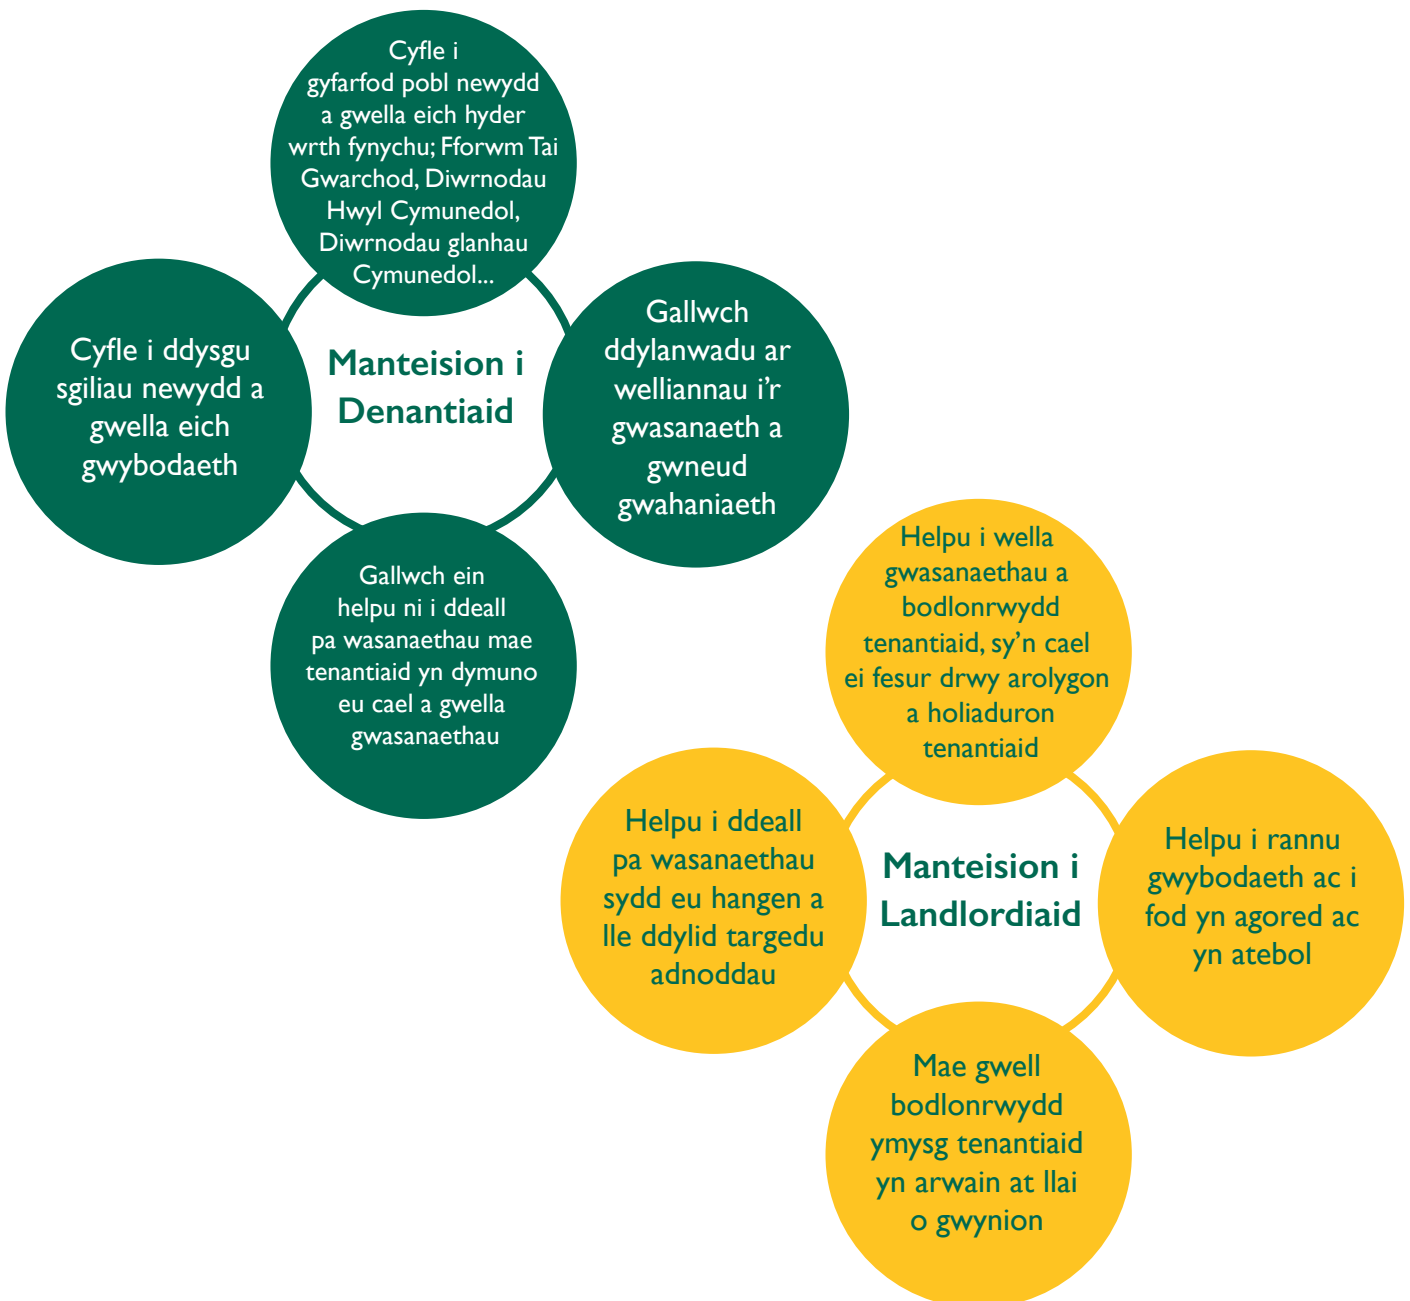 Cyfle i
gyfarfod pobl newydd
a gwella eich hyder
wrth fynychu; Fforwm Tai
Gwarchod, Diwrnodau
Hwyl Cymunedol,
Diwrnodau glanhau
Cymunedol...
Manteision i
Denantiaid
Cyfle i ddysgu
sgiliau newydd a
gwella eich
gwybodaeth
Gallwch
ddylanwadu ar
welliannau i’r
gwasanaeth a
gwneud
gwahaniaeth
Gallwch ein
helpu ni i ddeall
pa wasanaethau mae
tenantiaid yn dymuno
eu cael a gwella
gwasanaethau
Helpu i wella
gwasanaethau a
bodlonrwydd
tenantiaid, sy’n cael
ei fesur drwy arolygon
a holiaduron
tenantiaid
Manteision i
Landlordiaid
Helpu i ddeall
pa wasanaethau
sydd eu hangen a
lle ddylid targedu
adnoddau
Helpu i rannu
gwybodaeth ac i
fod yn agored ac
yn atebol
Mae gwell
bodlonrwydd
ymysg tenantiaid
yn arwain at llai
o gwynion